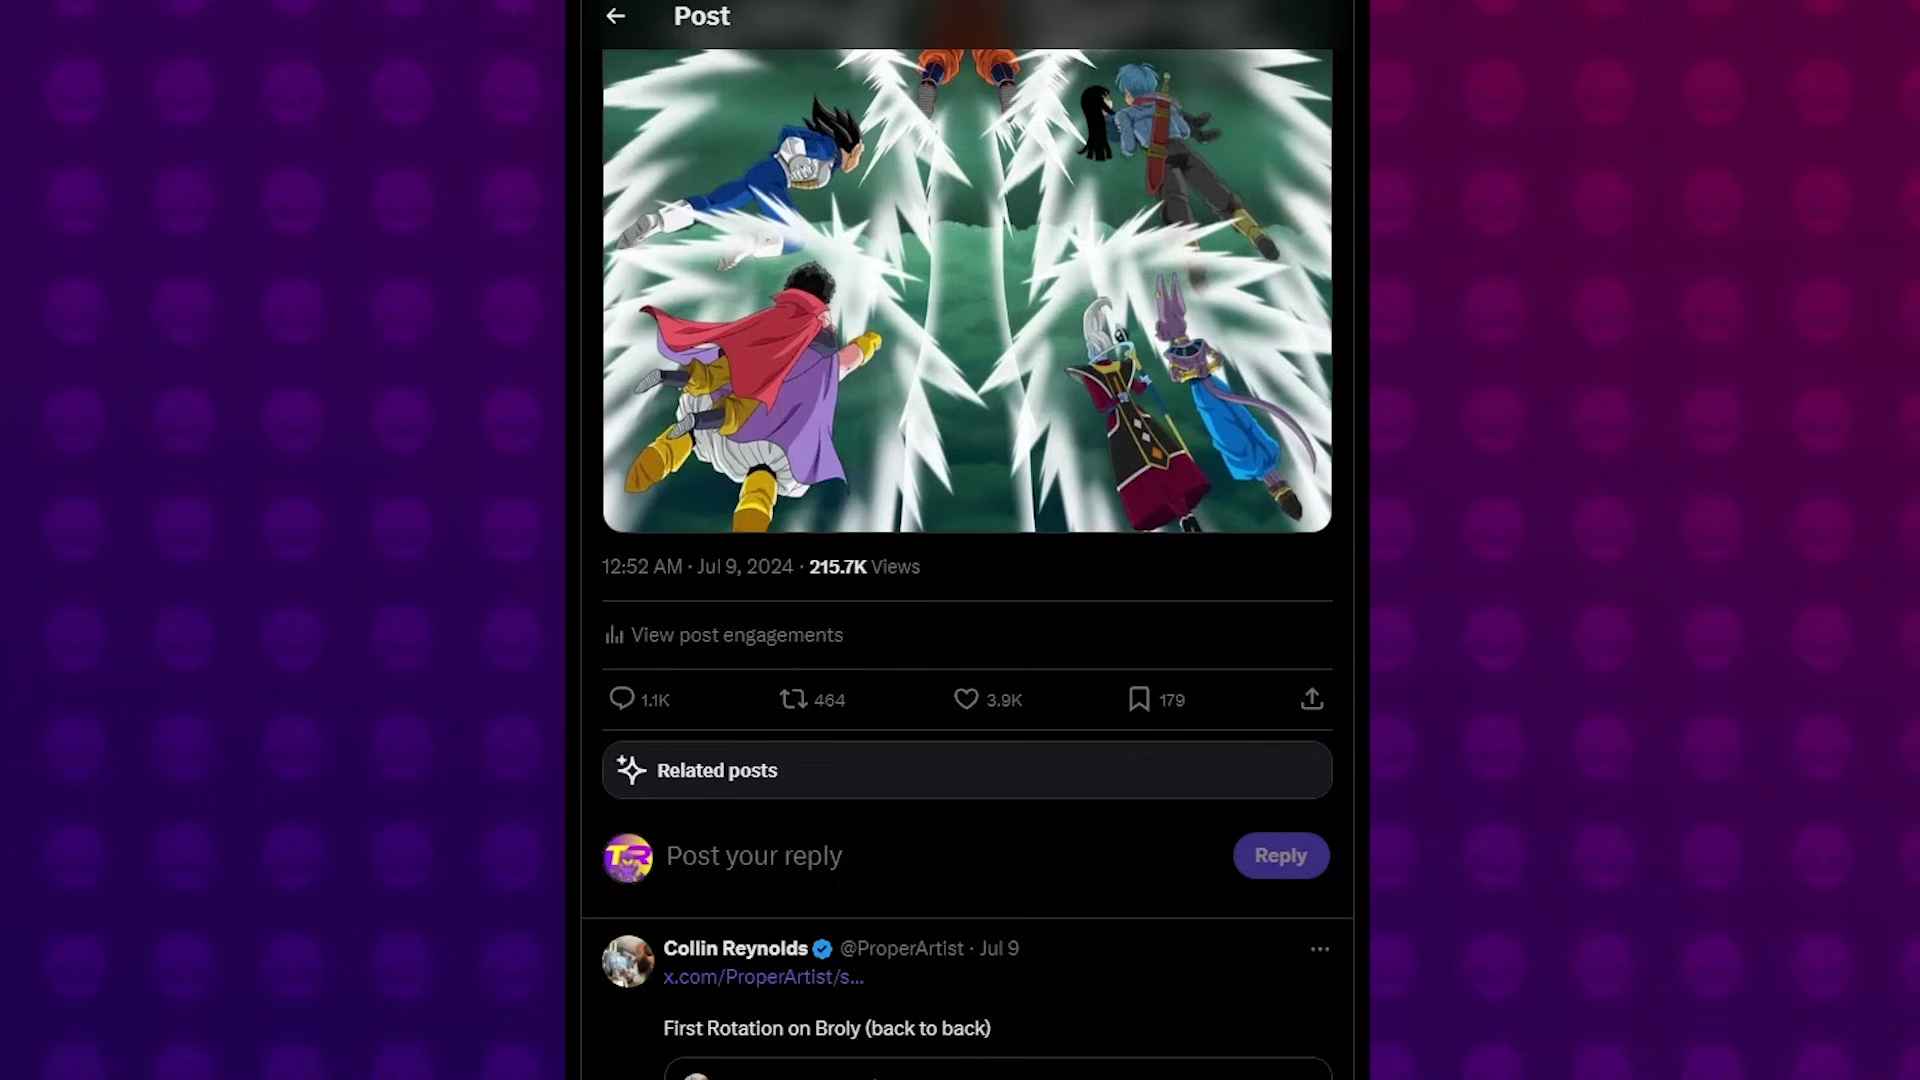 Post
12:52 AM · Jul 9, 2024 · 215.7K Views
View post engagements
1.1K 464 3.9K 179
Related posts
TR Post your reply Reply
Collin Reynolds @ProperArtist · Jul 9
x.com/ProperArtist/s...
First Rotation on Broly (back to back)